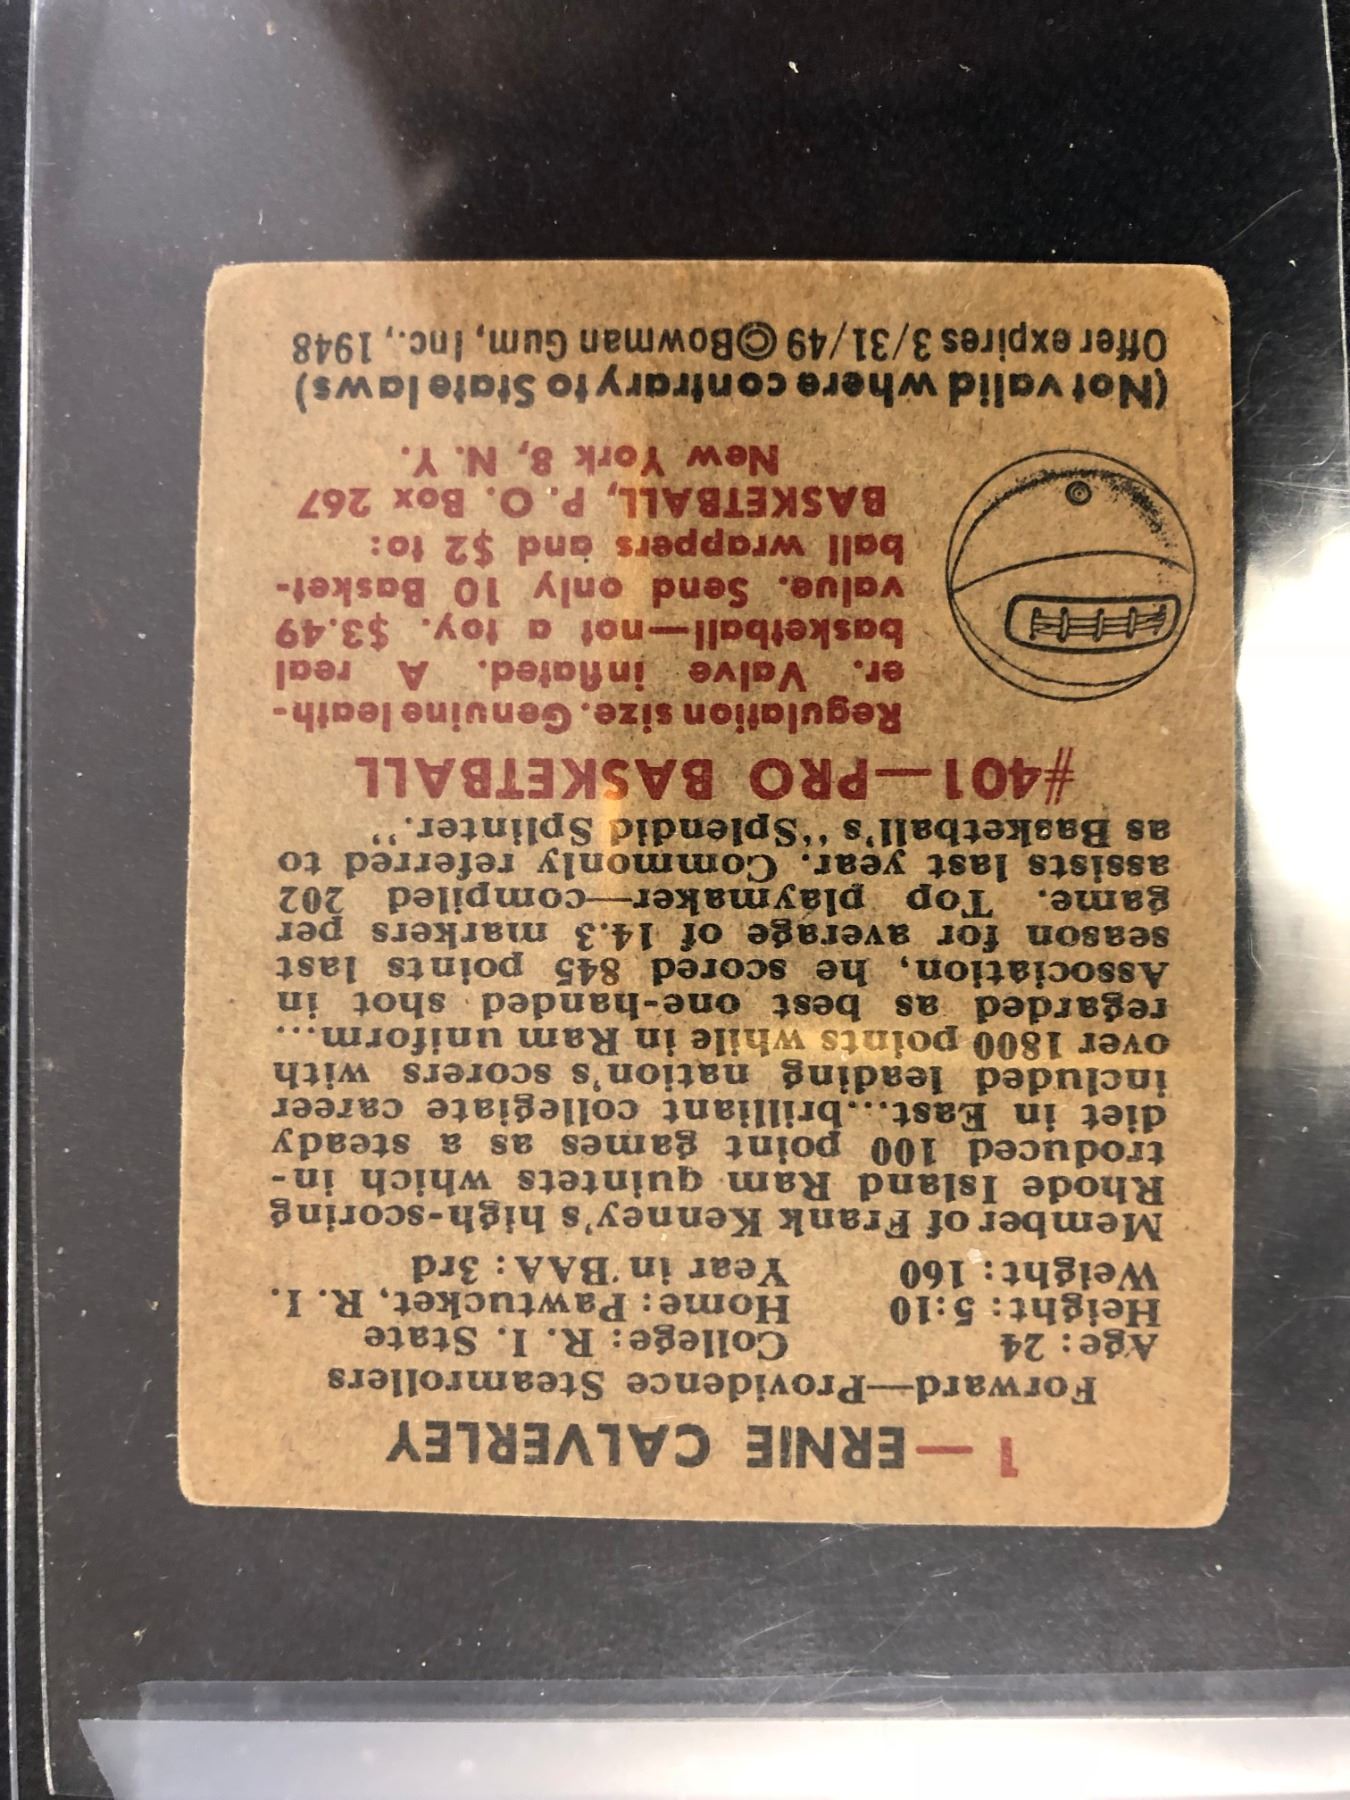 1—ERNIE CALVERLEY
Forward—Providence Steamrollers
Age: 24 College: R. I. State
Height: 5:10 Home: Pawtucket, R. I.
Weight: 160 Year in BAA: 3rd
Member of Frank Kenney's high-scoring
Rhode Island Ram quintets which in-
troduced 100 point games as a steady
diet in East...brilliant collegiate career
included leading nation's scorers with
over 1800 points while in Ram uniform...
regarded as best one-handed shot in
Association, he scored 845 points last
season for average of 14.3 markers per
game. Top playmaker—compiled 202
assists last year. Commonly referred to
as Basketball's "Splendid Splinter."
#401—PRO BASKETBALL
Regulation size. Genuine leath-
er. Valve inflated. A real
basketball—not a toy. $3.49
value. Send only 10 Basket-
ball wrappers and $2 to:
BASKETBALL, P. O. Box 267
New York 8, N. Y.
(Not valid where contrary to State laws)
Offer expires 3/31/49 ©Bowman Gum, Inc., 1948